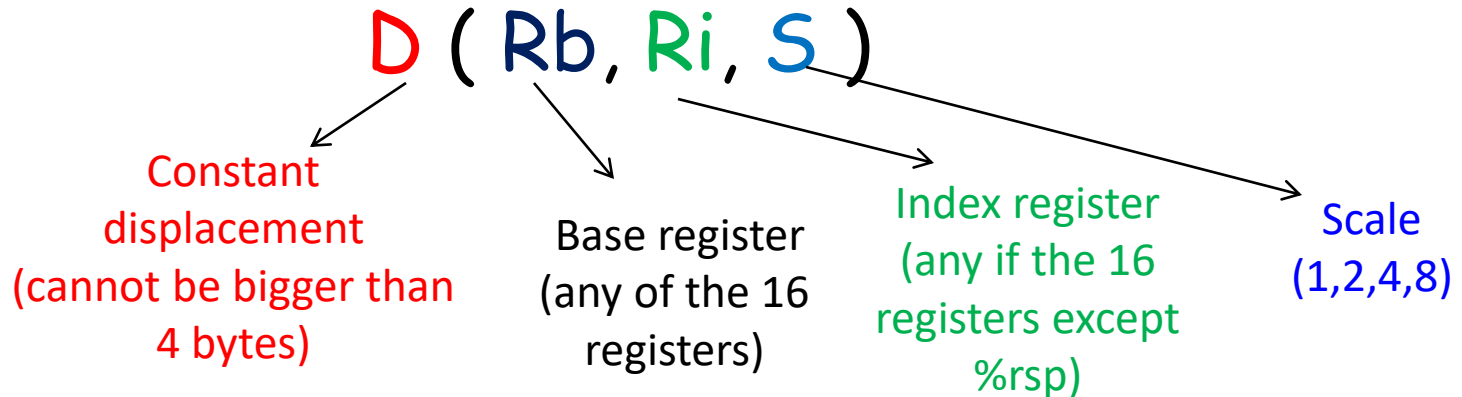 D ( Rb, Ri, S )
Constant
displacement
(cannot be bigger than
4 bytes)
Base register
(any of the 16
registers)
Index register
(any if the 16
registers except
%rsp)
Scale
(1,2,4,8)